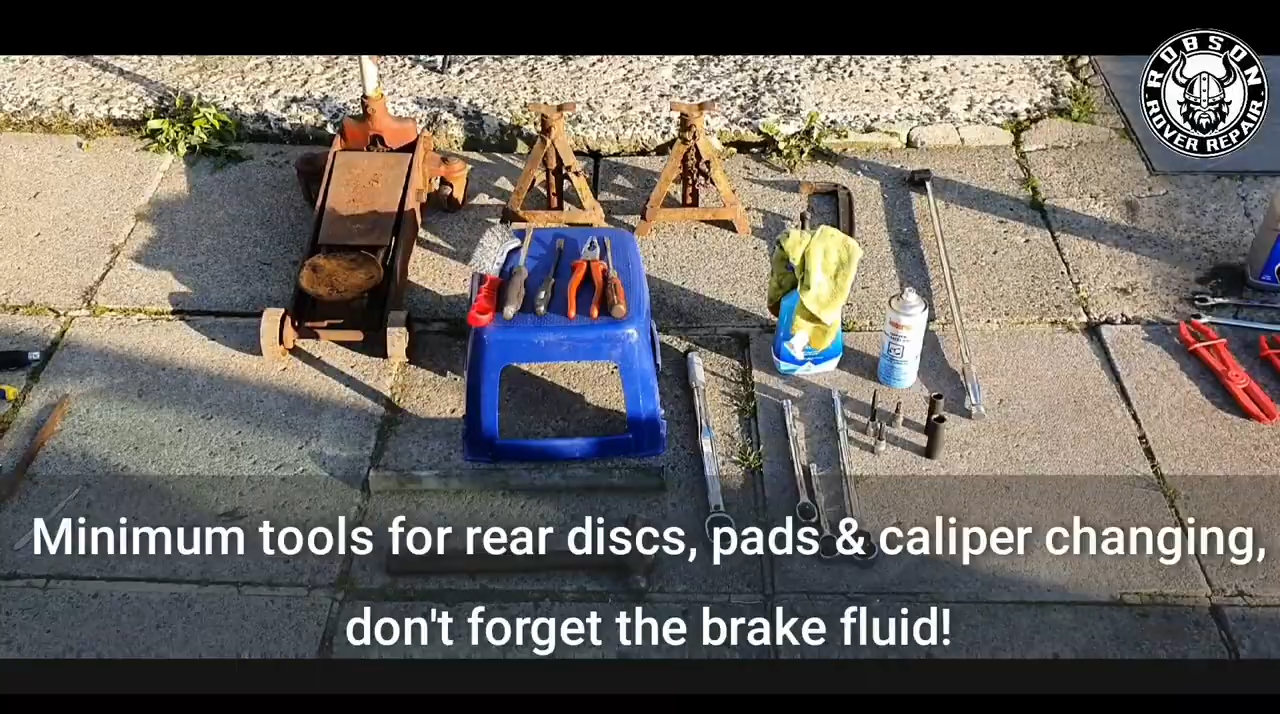 ROBSON
ROVER REPAIR
Minimum tools for rear discs, pads & caliper changing,
don't forget the brake fluid!